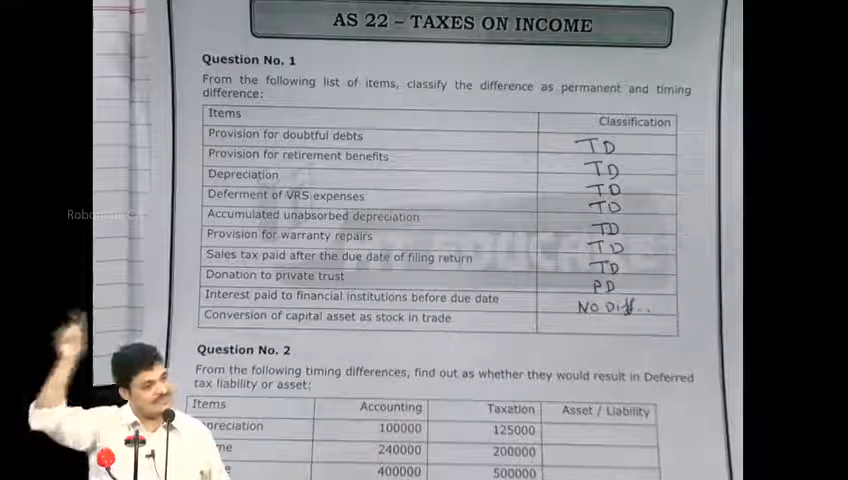 AS 22 – TAXES ON INCOME
Question No. 1
From the following list of items, classify the difference as permanent and timing
difference:
Items Classification
Provision for doubtful debts TD
Provision for retirement benefits TD
Depreciation TD
Deferment of VRS expenses TD
Accumulated unabsorbed depreciation TD
Provision for warranty repairs TD
Sales tax paid after the due date of filing return TD
Donation to private trust PD
Interest paid to financial institutions before due date NO Diff..
Conversion of capital asset as stock in trade
Question No. 2
From the following timing differences, find out as whether they would result in Deferred
tax liability or asset:
Items Accounting Taxation Asset / Liability
preciation 100000 125000
me 240000 200000
e 400000 500000